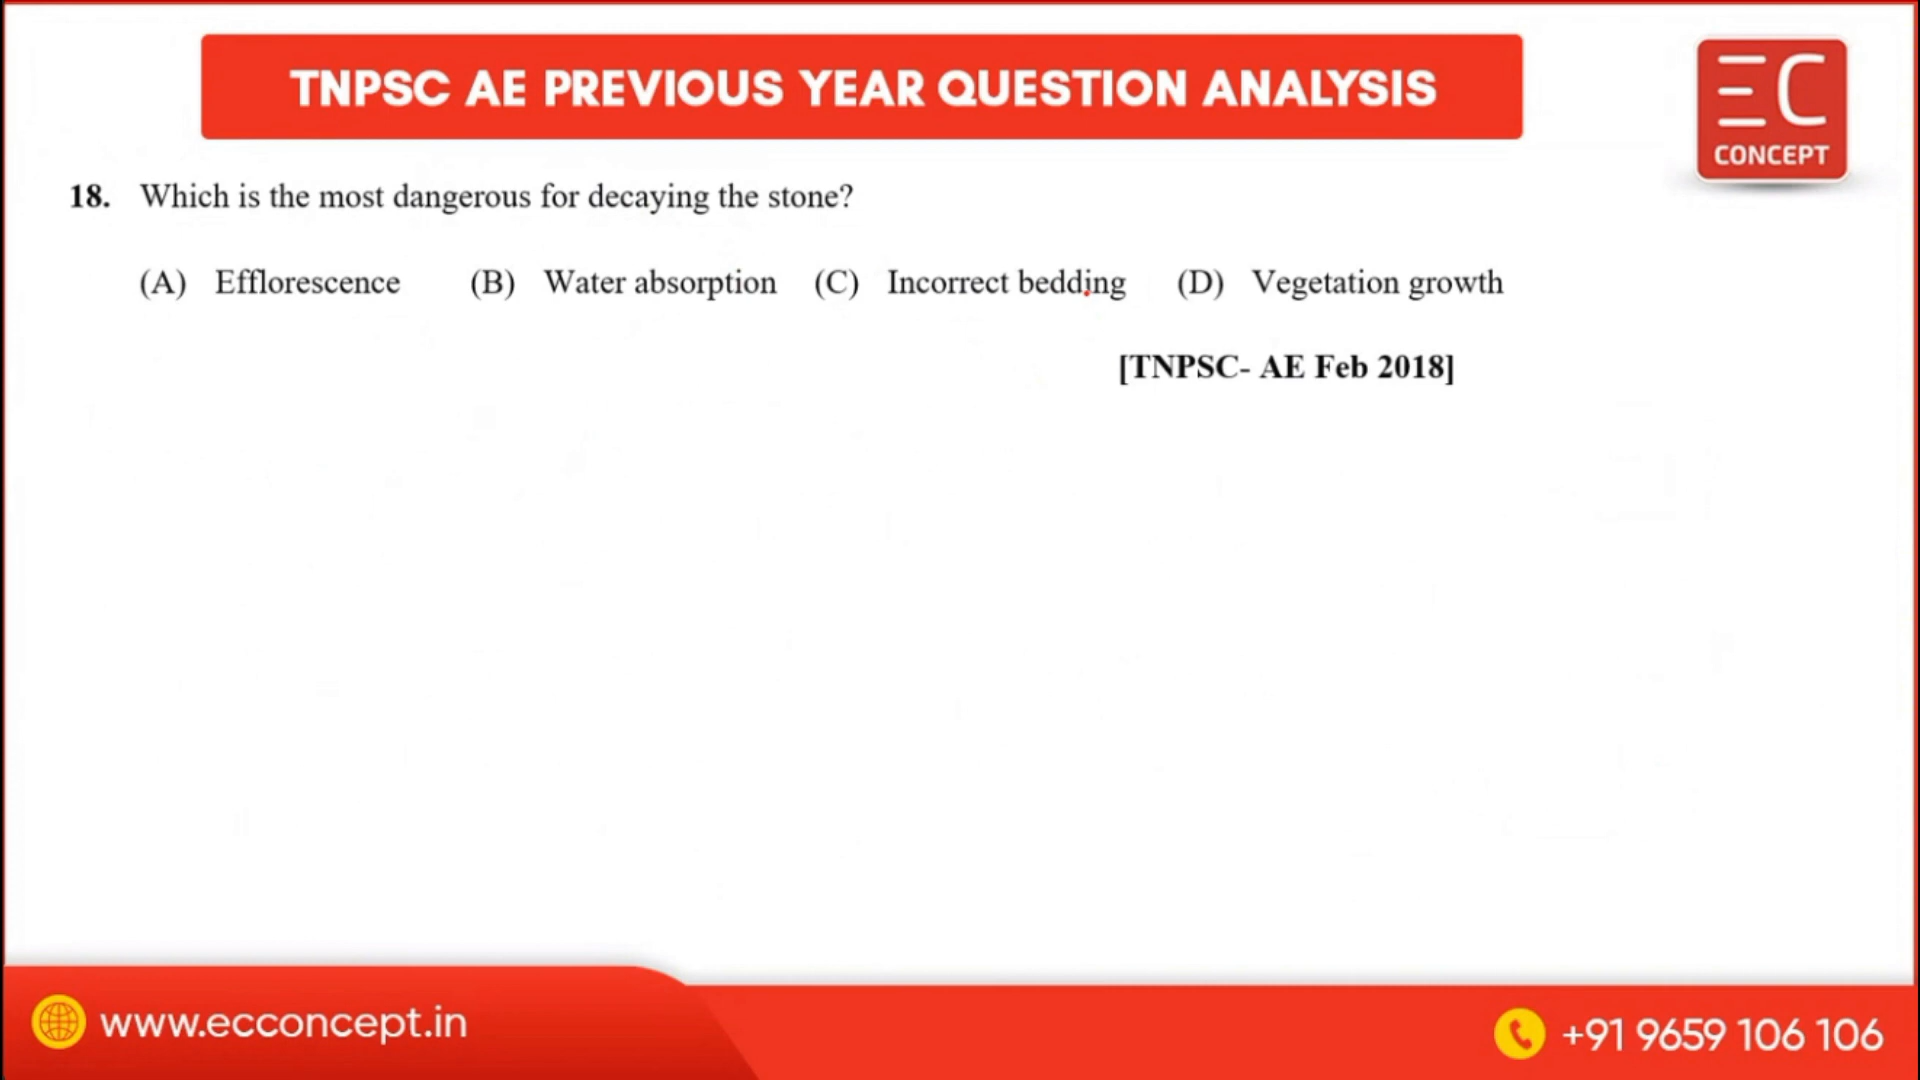 TNPSC AE PREVIOUS YEAR QUESTION ANALYSIS
EC
CONCEPT
18. Which is the most dangerous for decaying the stone?
(A) Efflorescence (B) Water absorption (C) Incorrect bedding (D) Vegetation growth
[TNPSC- AE Feb 2018]
www.ecconcept.in
+91 9659 106 106